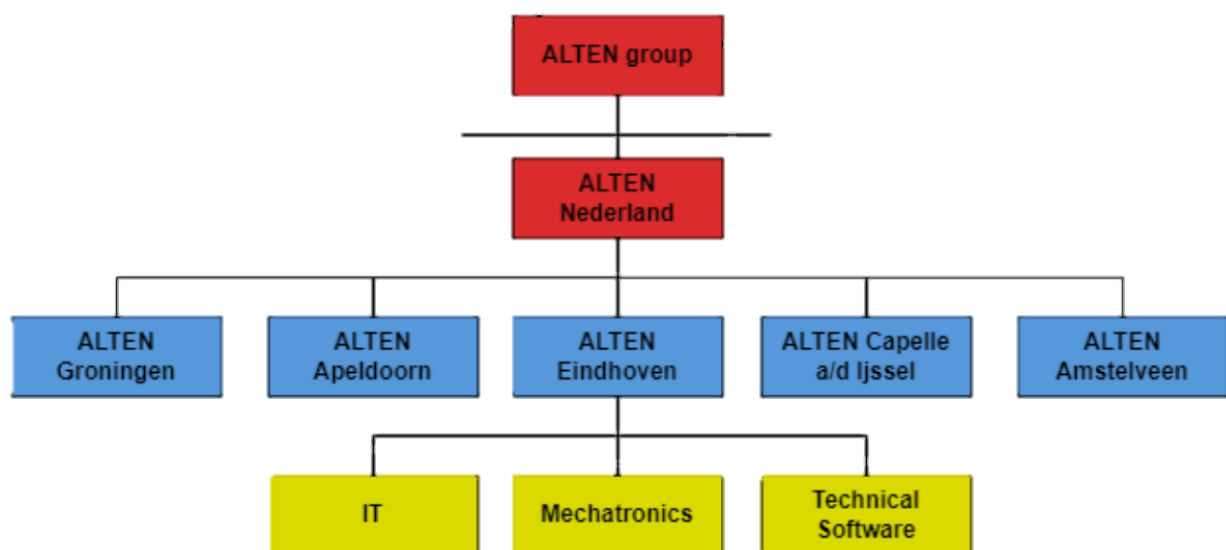 ALTEN group
ALTEN
Nederland
ALTEN
Groningen
ALTEN
Apeldoorn
ALTEN
Eindhoven
ALTEN Capelle
a/d Ijssel
ALTEN
Amstelveen
IT
Mechatronics
Technical
Software